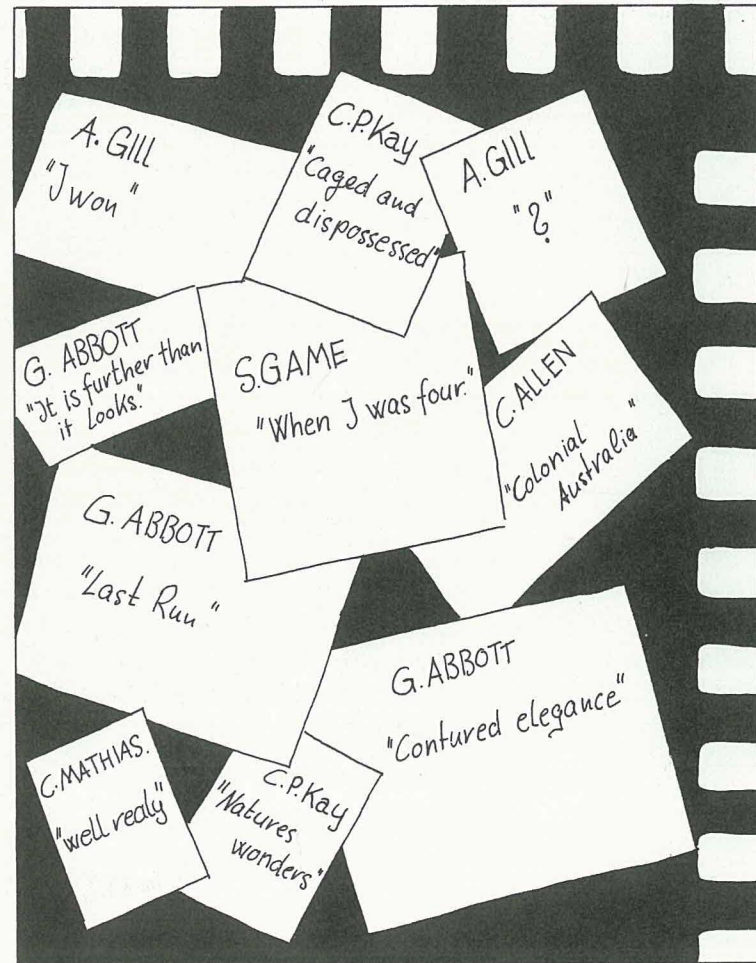 A. GILL
"I won"
C.P.Kay
"Caged and
dispossessed"
A.GILL
"?"
G. ABBOTT
"It is further than
it Looks."
S.GAME
"When I was four."
C.ALLEN
"Colonial
Australia"
G. ABBOTT
"Last Run"
G.ABBOTT
"Contured elegance"
C.MATHIAS.
"well realy"
C.P.Kay
"Natures
wonders"